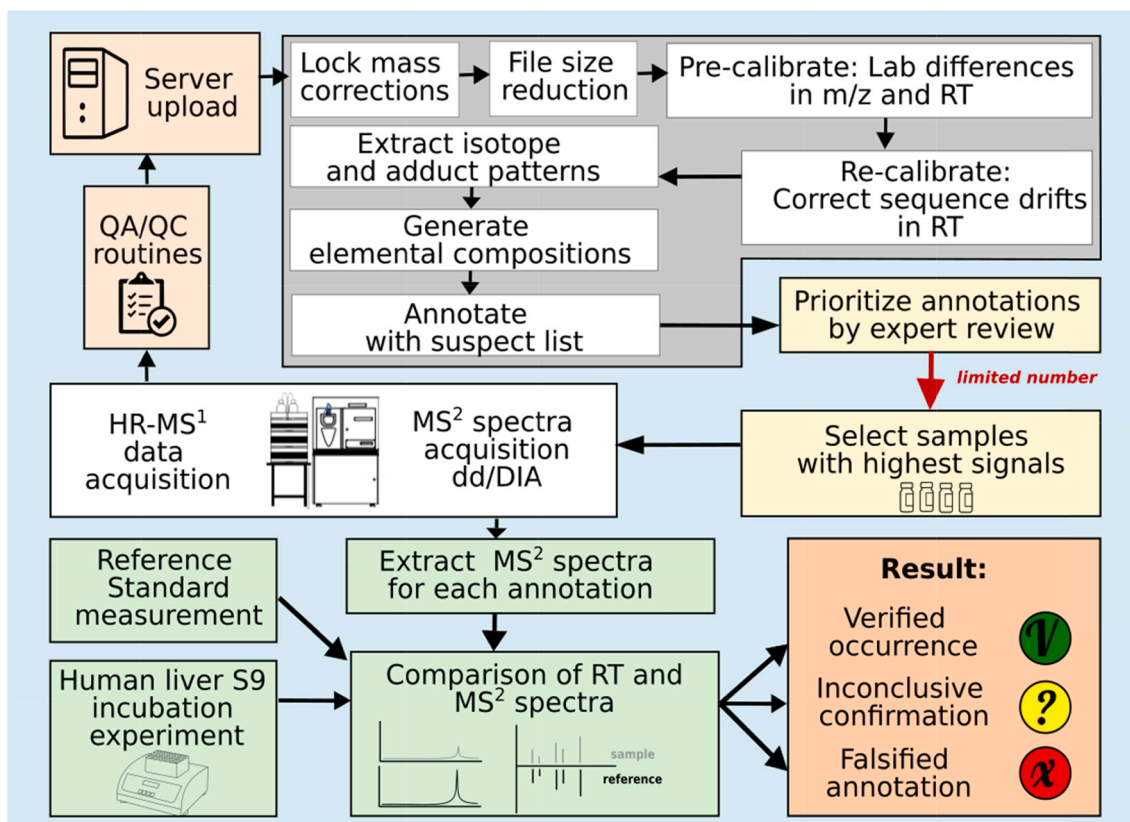 Server
upload
Lock mass
corrections
File size
reduction
Pre-calibrate: Lab differences
in m/z and RT
Extract isotope
and adduct patterns
Re-calibrate:
Correct sequence drifts
in RT
QA/QC
routines
Generate
elemental compositions
Annotate
with suspect list
Prioritize annotations
by expert review
limited number
HR-MS¹
data
acquisition
MS² spectra
acquisition
dd/DIA
Select samples
with highest signals
Reference
Standard
measurement
Extract MS² spectra
for each annotation
Result:
Verified
occurrence
V
Human liver S9
incubation
experiment
Comparison of RT and
MS² spectra
sample
reference
Inconclusive
confirmation
?
Falsified
annotation
x